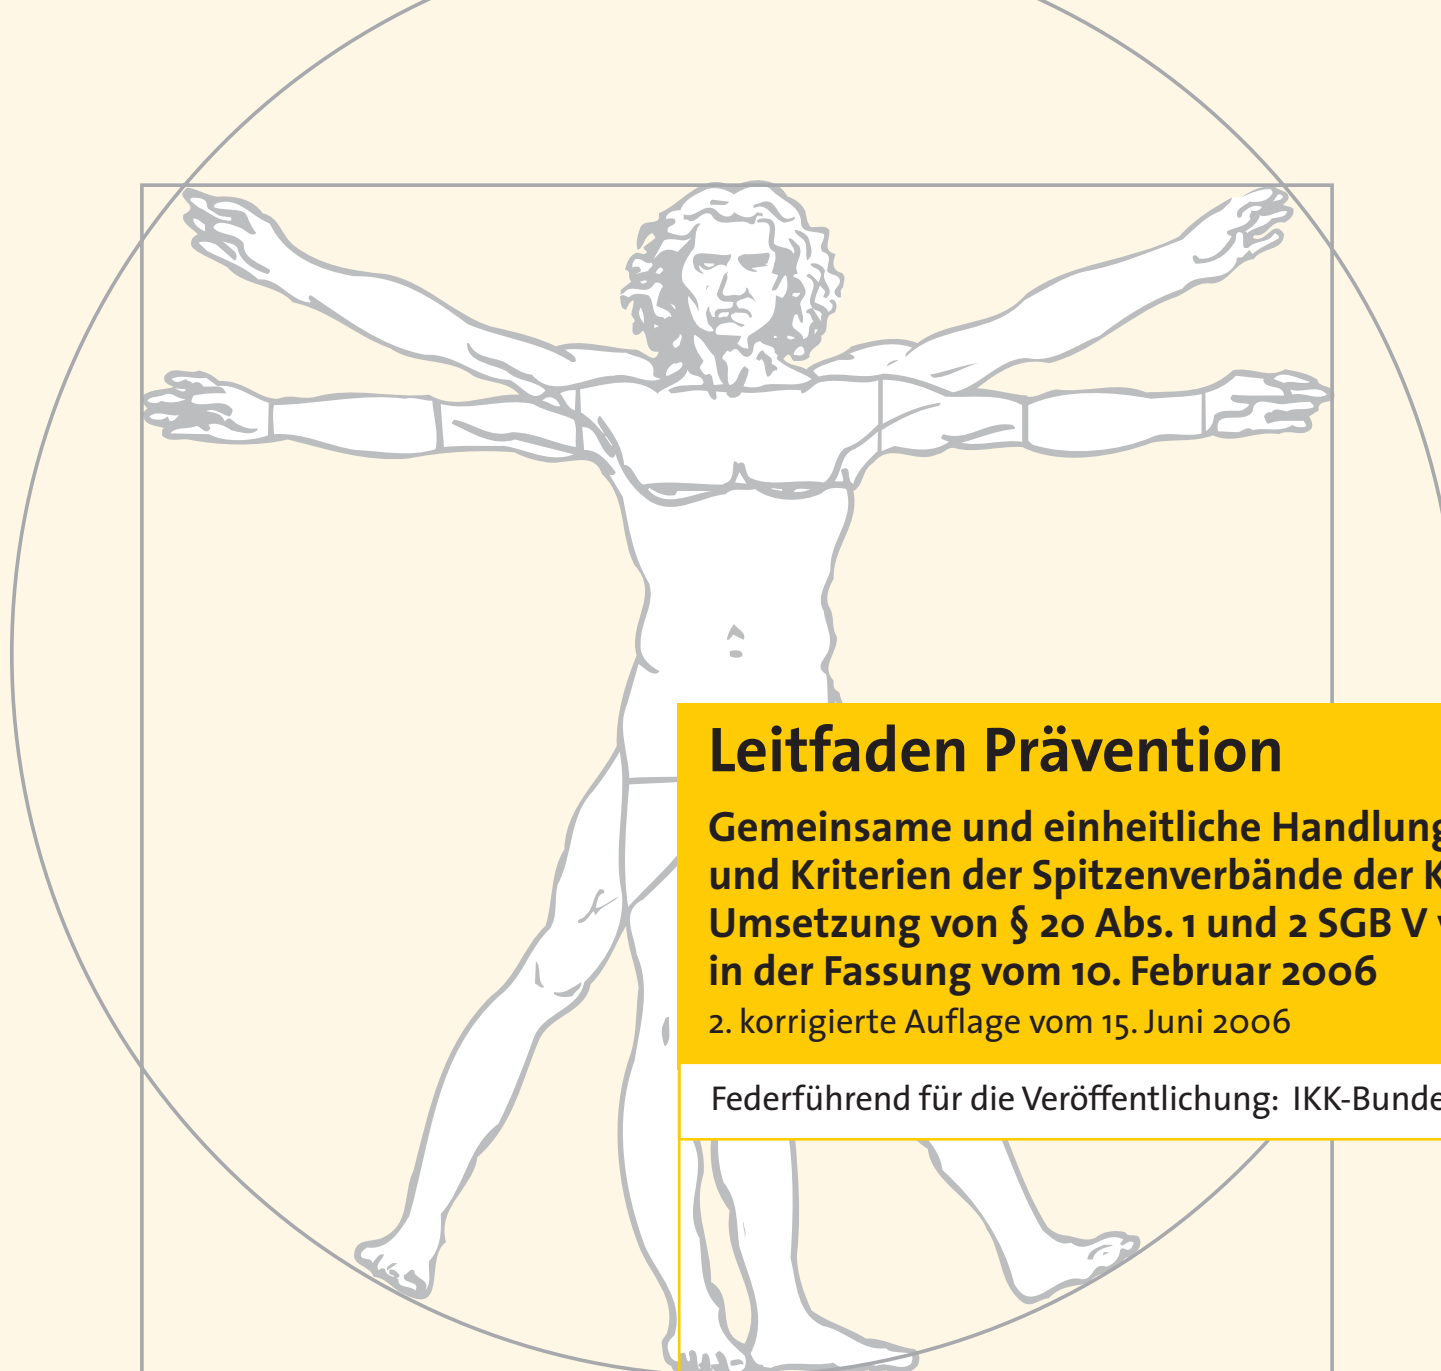 Leitfaden Prävention
Gemeinsame und einheitliche Handlung
und Kriterien der Spitzenverbände der K
Umsetzung von § 20 Abs. 1 und 2 SGB V v
in der Fassung vom 10. Februar 2006
2. korrigierte Auflage vom 15. Juni 2006
Federführend für die Veröffentlichung: IKK-Bunde